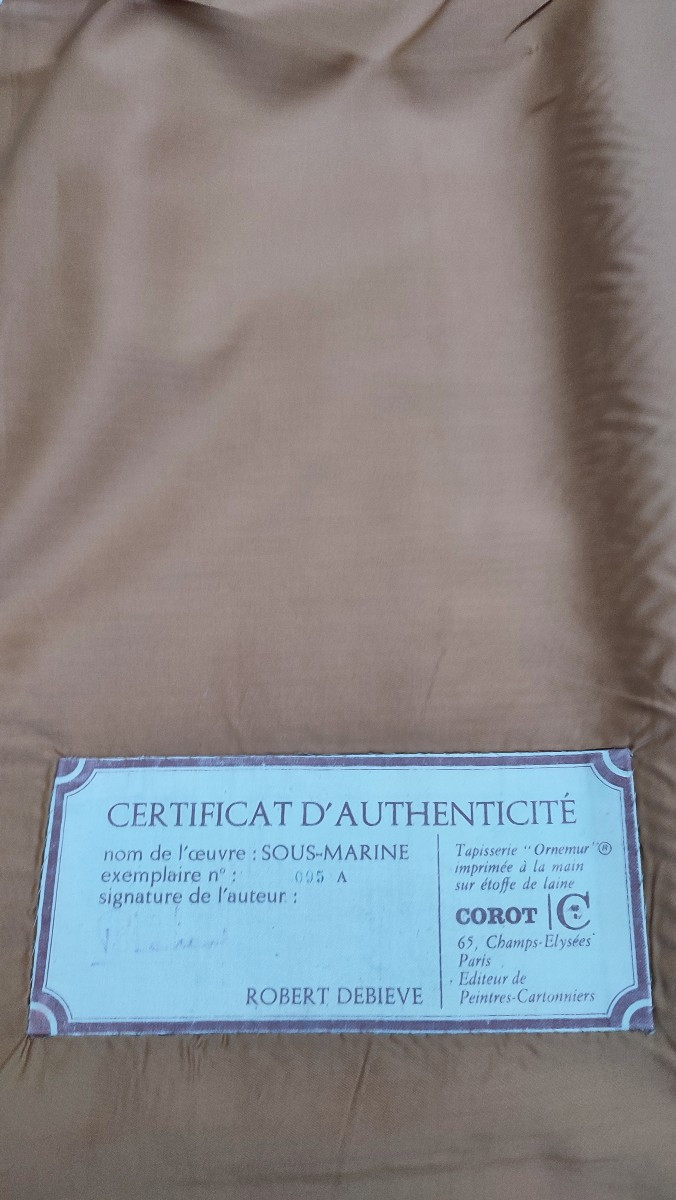 CERTIFICAT D'AUTHENTICITÉ
nom de l'œuvre : SOUS-MARINE
exemplaire nº : 095 A
signature de l'auteur :
ROBERT DEBIEVE
Tapisserie "Ornemur"®
imprimée à la main
sur étoffe de laine
COROT
65, Champs-Elysées
Paris
Editeur de
Peintres-Cartonniers